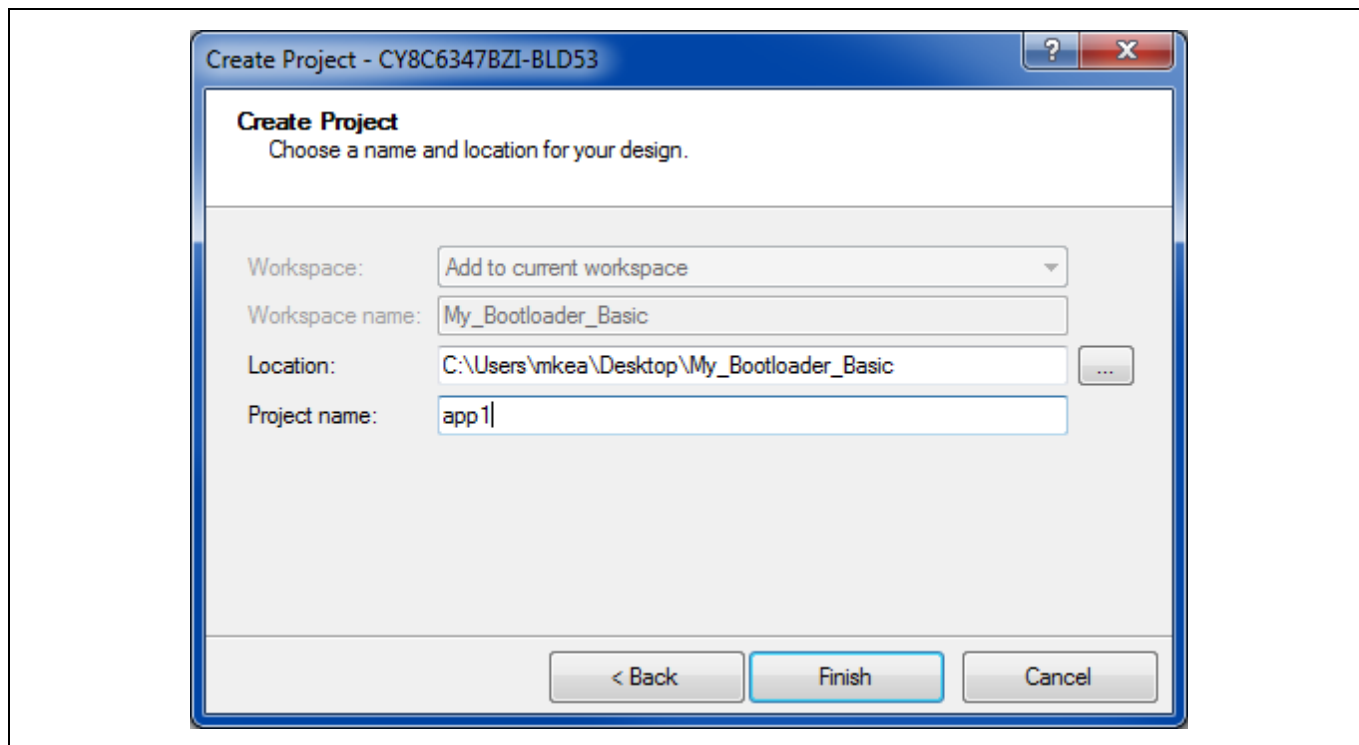 Create Project - CY8C6347BZI-BLD53
?
Create Project
Choose a name and location for your design.
Workspace: Add to current workspace
Workspace name: My_Bootloader_Basic
Location: C:\Users\mkea\Desktop\My_Bootloader_Basic ...
Project name: app1
< Back Finish Cancel